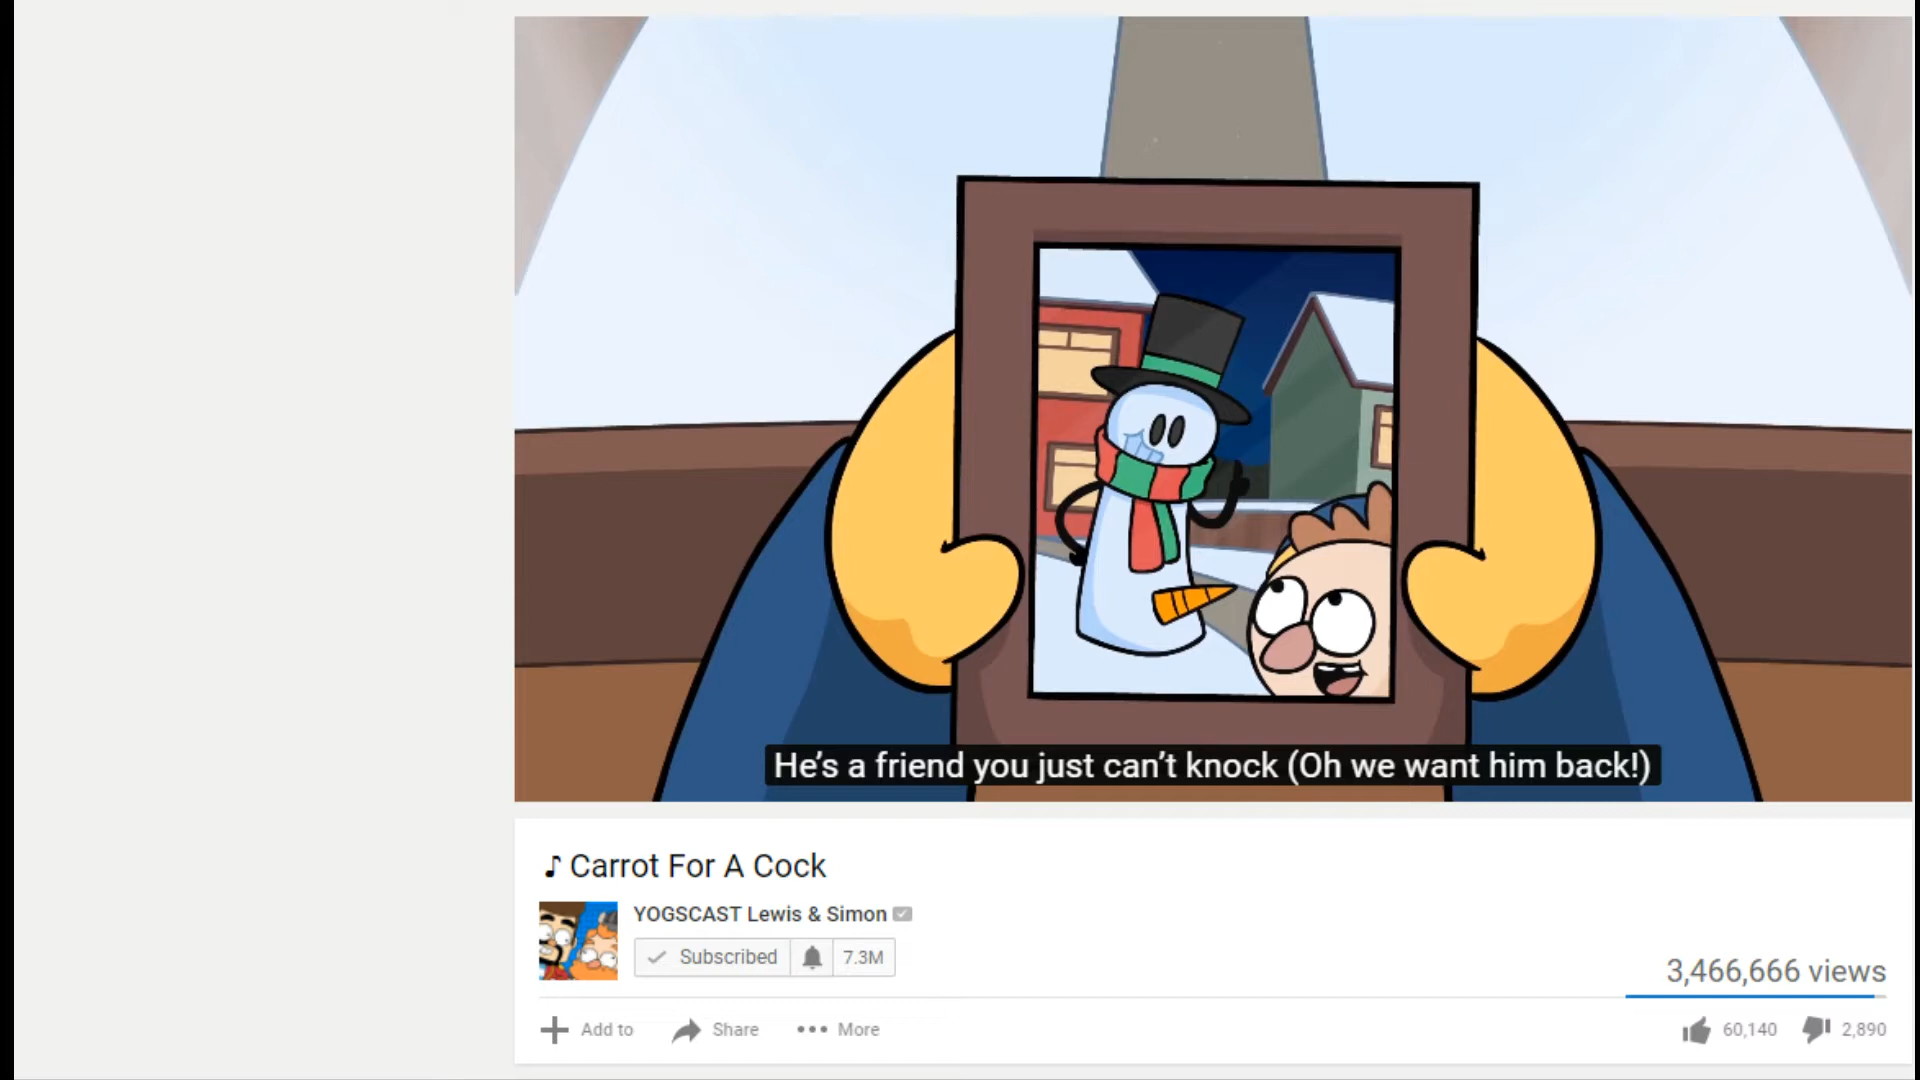 He’s a friend you just can’t knock (Oh we want him back!)
♪ Carrot For A Cock
YOGSCAST Lewis & Simon
Subscribed 7.3M
3,466,666 views
Add to Share More 60,140 2,890